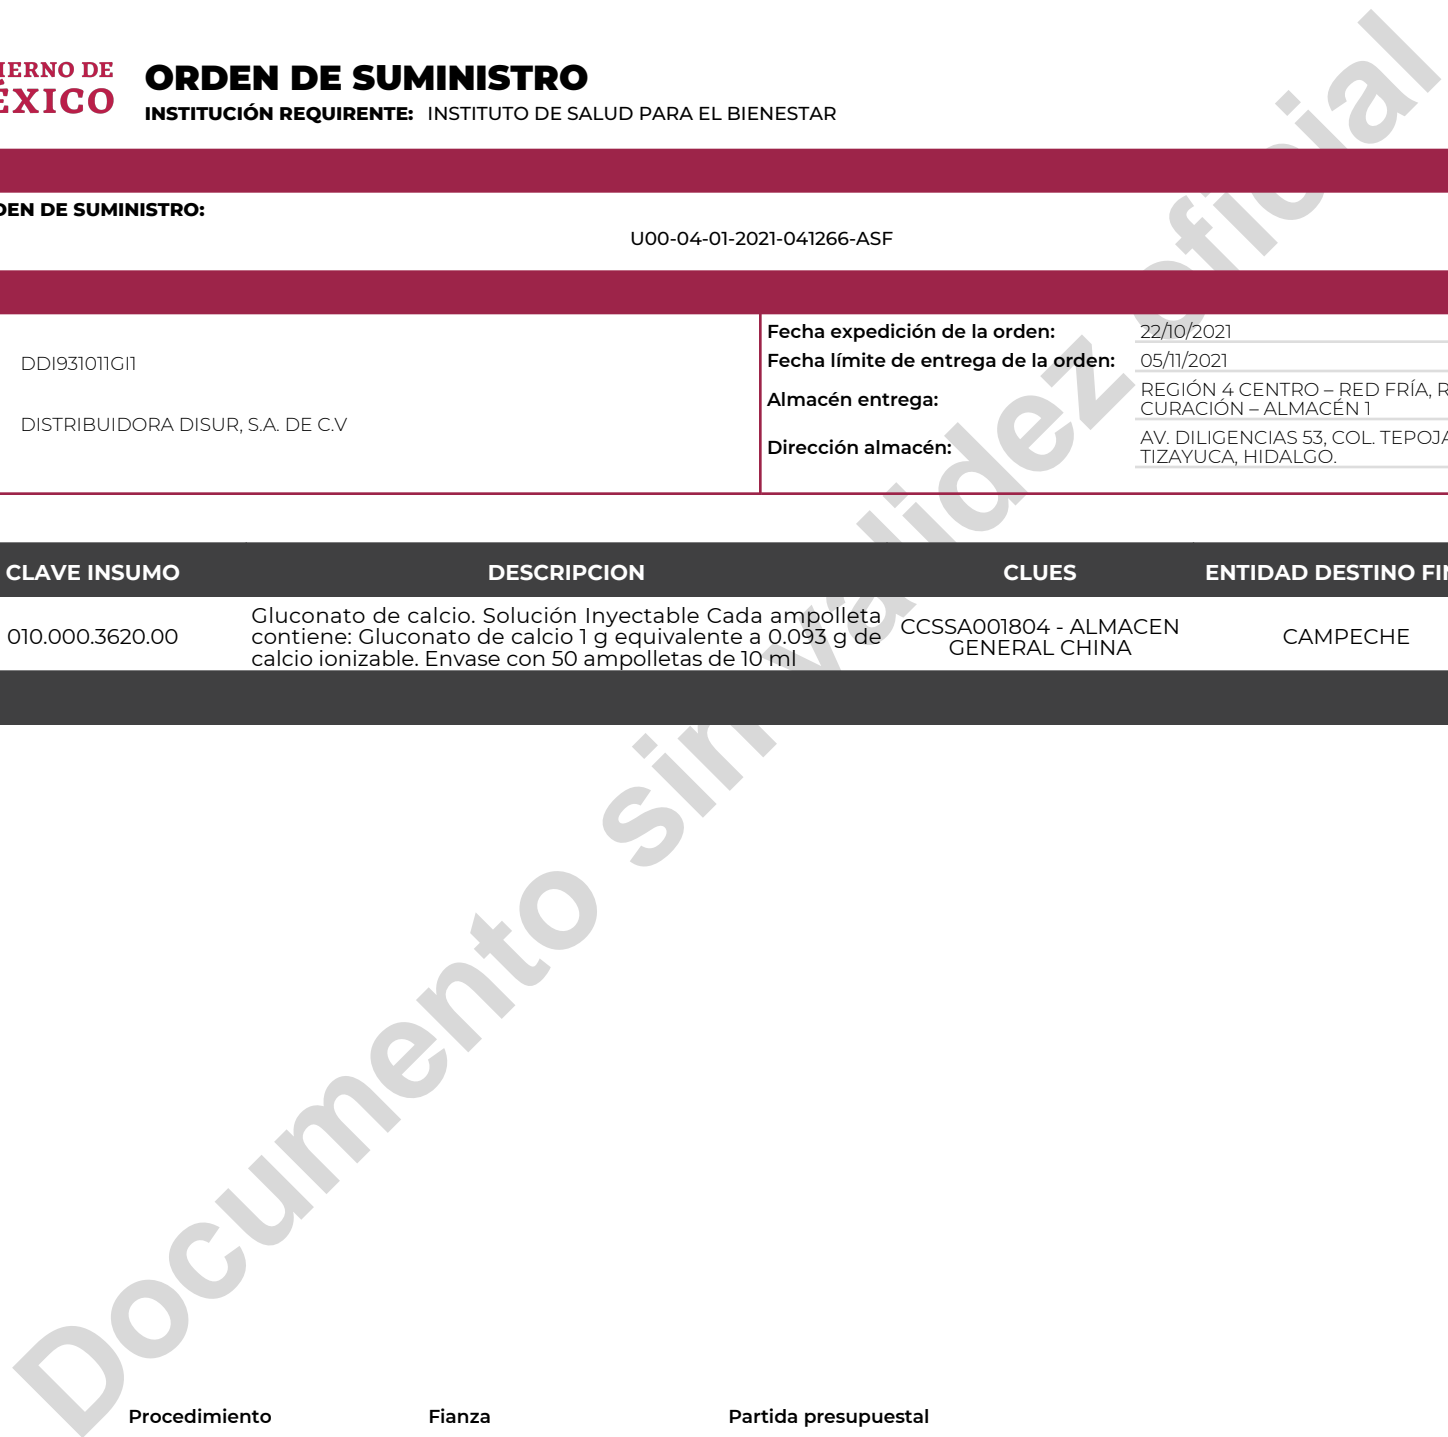 IERNO DE
ÉXICO
ORDEN DE SUMINISTRO
INSTITUCIÓN REQUIRENTE: INSTITUTO DE SALUD PARA EL BIENESTAR
DEN DE SUMINISTRO:
U00-04-01-2021-041266-ASF
DDI931011GI1
DISTRIBUIDORA DISUR, S.A. DE C.V
Fecha expedición de la orden: 22/10/2021
Fecha límite de entrega de la orden: 05/11/2021
Almacén entrega: REGIÓN 4 CENTRO – RED FRÍA, R
CURACIÓN – ALMACÉN 1
Dirección almacén: AV. DILIGENCIAS 53, COL. TEPOJA
TIZAYUCA, HIDALGO.
CLAVE INSUMO DESCRIPCION CLUES ENTIDAD DESTINO FIN
010.000.3620.00
Gluconato de calcio. Solución Inyectable Cada ampolleta
contiene: Gluconato de calcio 1 g equivalente a 0.093 g de
calcio ionizable. Envase con 50 ampolletas de 10 ml
CCSSA001804 - ALMACEN
GENERAL CHINA
CAMPECHE
Documento sin validez oficial
Procedimiento Fianza Partida presupuestal